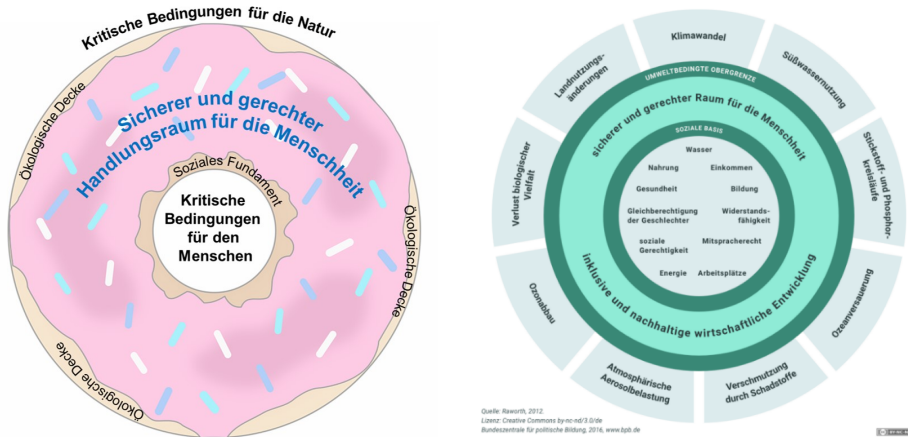 Kritische Bedingungen für die Natur
Ökologische Decke
Sicherer und gerechter
Handlungsraum für die Menschheit
Soziales Fundament
Kritische
Bedingungen
für den
Menschen
Ökologische Decke
Ökologische Decke
Klimawandel
Süßwassernutzung
Stickstoff- und Phosphor-
kreisläufe
Ozeanversauerung
Verschmutzung
durch Schadstoffe
Atmosphärische
Aerosolbelastung
Ozonabbau
Verlust biologischer
Vielfalt
Landnutzungs-
änderungen
UMWELTBEDINGTE OBERGRENZE
sicherer und gerechter Raum für die Menschheit
SOZIALE BASIS
Wasser
Nahrung
Einkommen
Gesundheit
Bildung
Gleichberechtigung
der Geschlechter
Widerstands-
fähigkeit
soziale
Gerechtigkeit
Mitspracherecht
Energie
Arbeitsplätze
inklusive und nachhaltige wirtschaftliche Entwicklung
Quelle: Raworth, 2012.
Lizenz: Creative Commons by-nc-nd/3.0/de
Bundeszentrale für politische Bildung, 2016, www.bpb.de